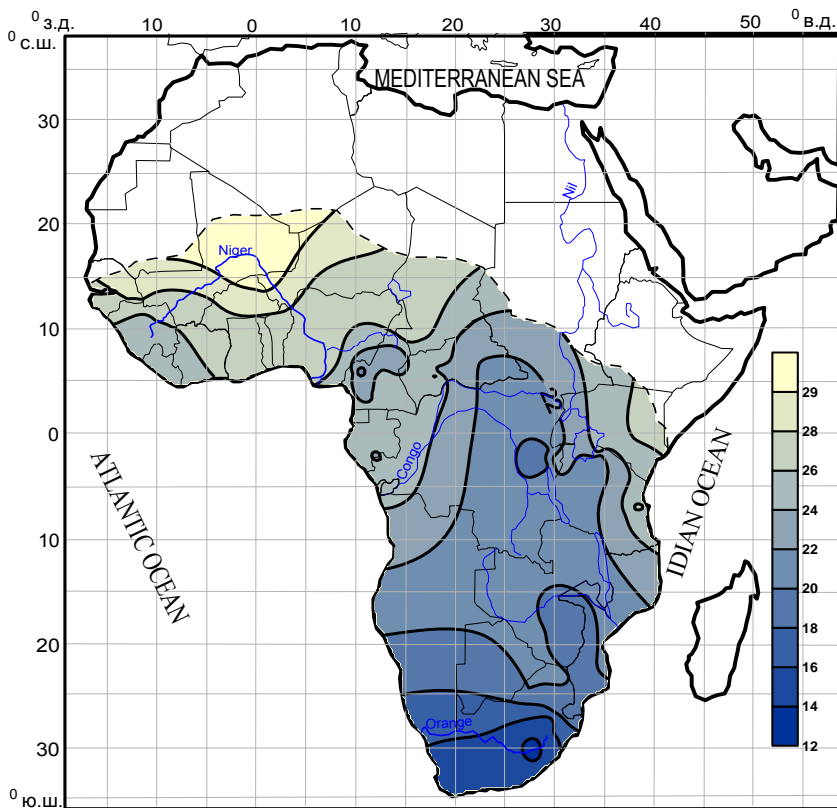 0 з.д. 10 0 10 20 30 40 50 0 в.д.
0 с.ш.
MEDITERRANEAN SEA
30
Nil
20
Niger
10
29
28
0
Congo
ATLANTIC OCEAN
IDIAN OCEAN
26
24
10
22
20
20
18
16
Orange
14
30
12
0 ю.ш.